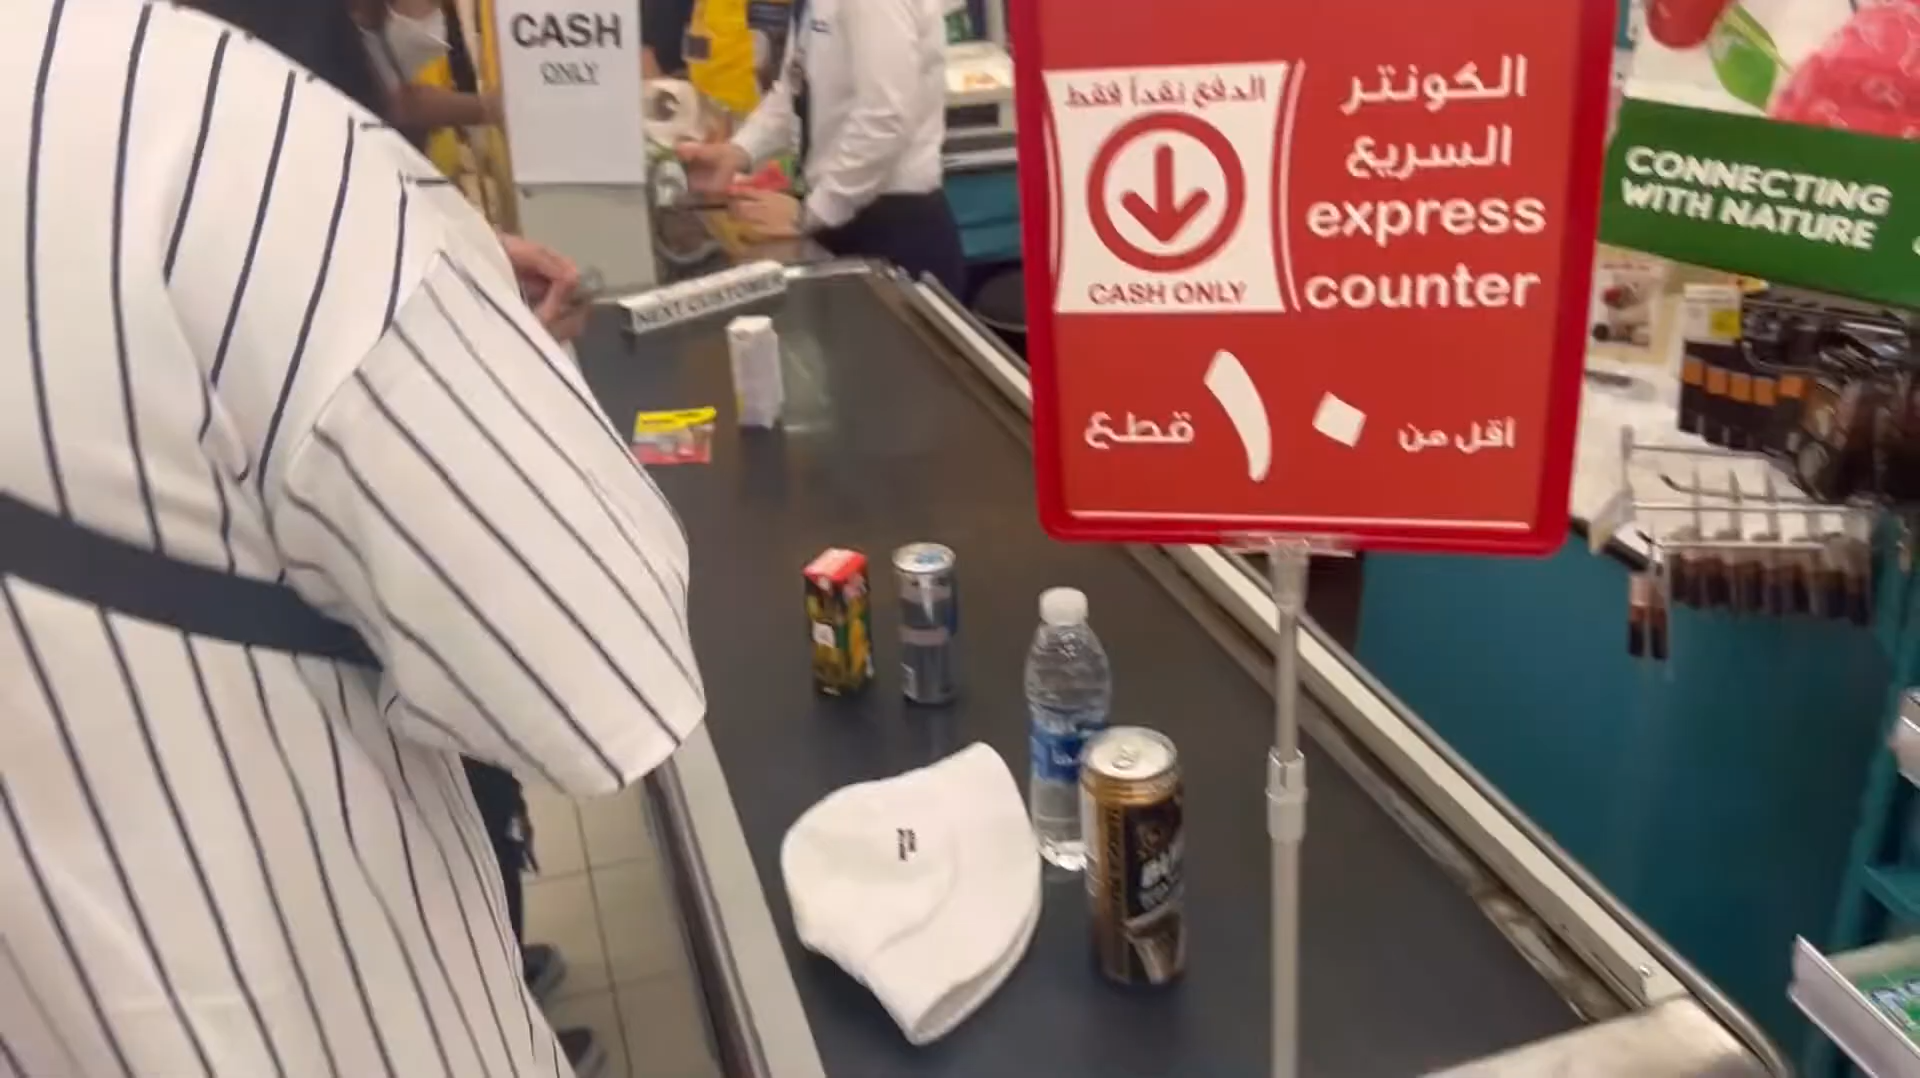 CASH
ONLY
الدفع نقداً فقط
CASH ONLY
الكونتر
السريع
express
counter
أقل من ١٠ قطع
CONNECTING
WITH NATURE
NEXT CUSTOMER